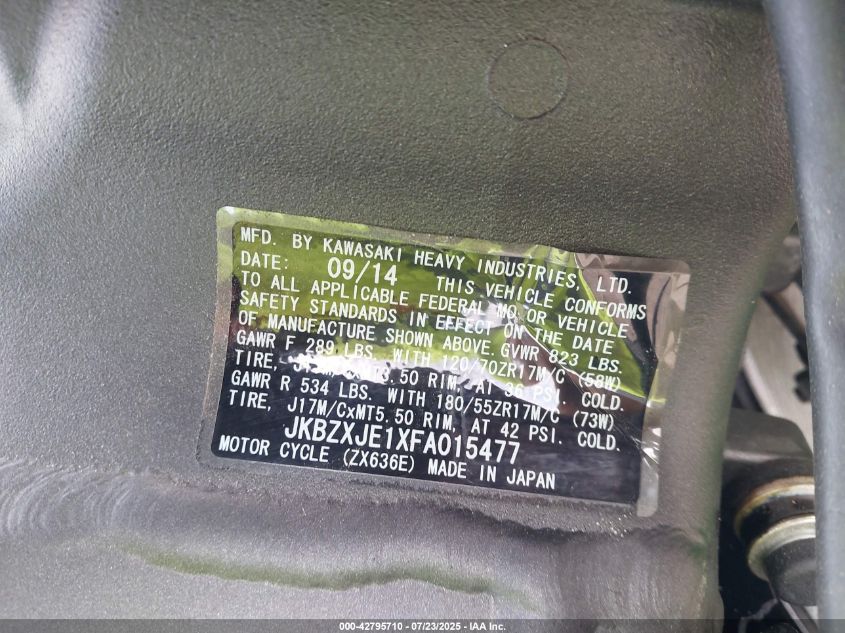 MFD. BY KAWASAKI HEAVY INDUSTRIES, LTD.
DATE: 09/14 THIS VEHICLE CONFORMS
TO ALL APPLICABLE FEDERAL MO.OR VEHICLE
SAFETY STANDARDS IN EFFECT ON THE DATE
OF MANUFACTURE SHOWN ABOVE. GVWR 823 LBS.
GAWR F 289 LBS. WITH 120/70ZR17M/C (58W)
TIRE, 3.50 RIM, AT 36 PSI. COLD.
GAWR R 534 LBS. WITH 180/55ZR17M/C (73W)
TIRE, J17M/CxMT5.50 RIM, AT 42 PSI. COLD.
JKBZXJE1XFA015477
MOTOR CYCLE (ZX636E) MADE IN JAPAN
000-42795710 - 07/23/2025 - IAA Inc.